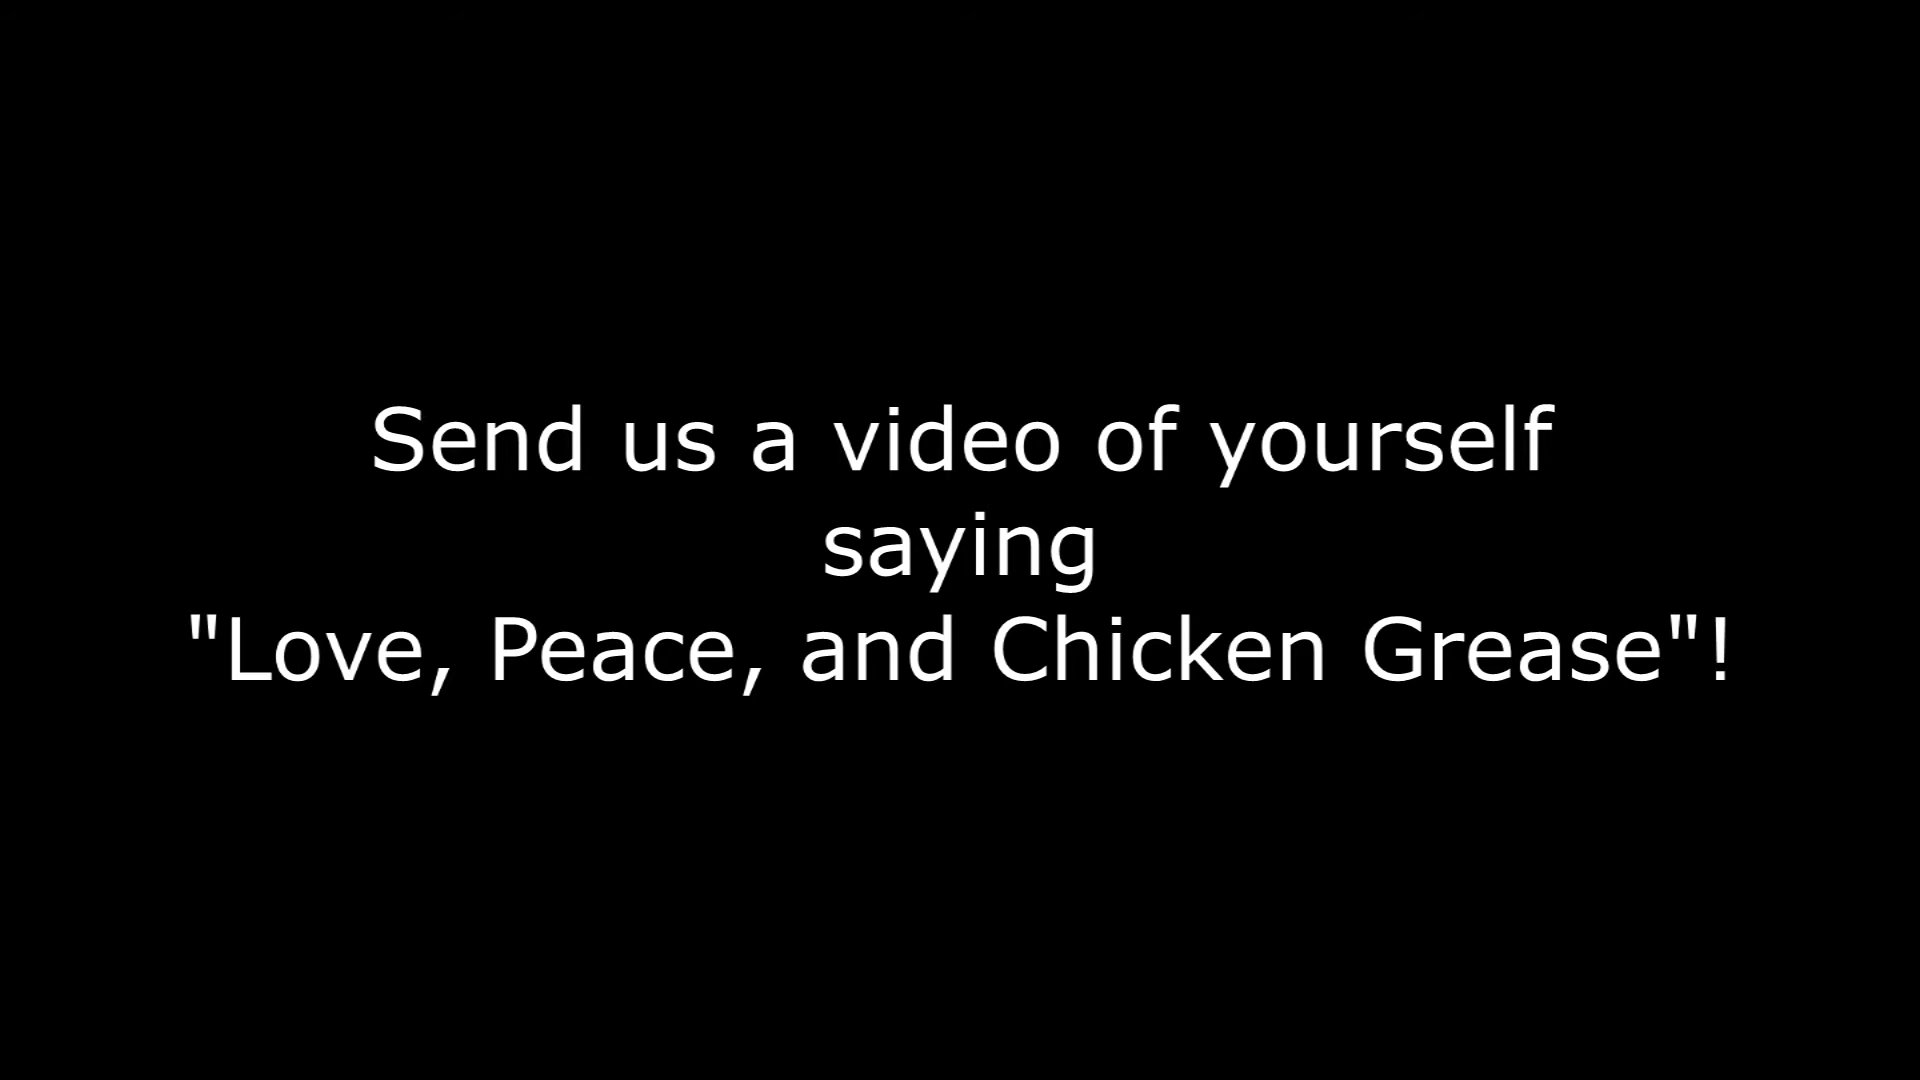 Send us a video of yourself
saying
"Love, Peace, and Chicken Grease"!